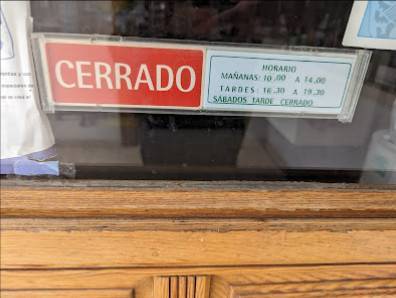 CERRADO
HORARIO
MAÑANAS: 10,00 A 14,00
TARDES: 16,30 A 19,30
SÁBADOS TARDE CERRADO